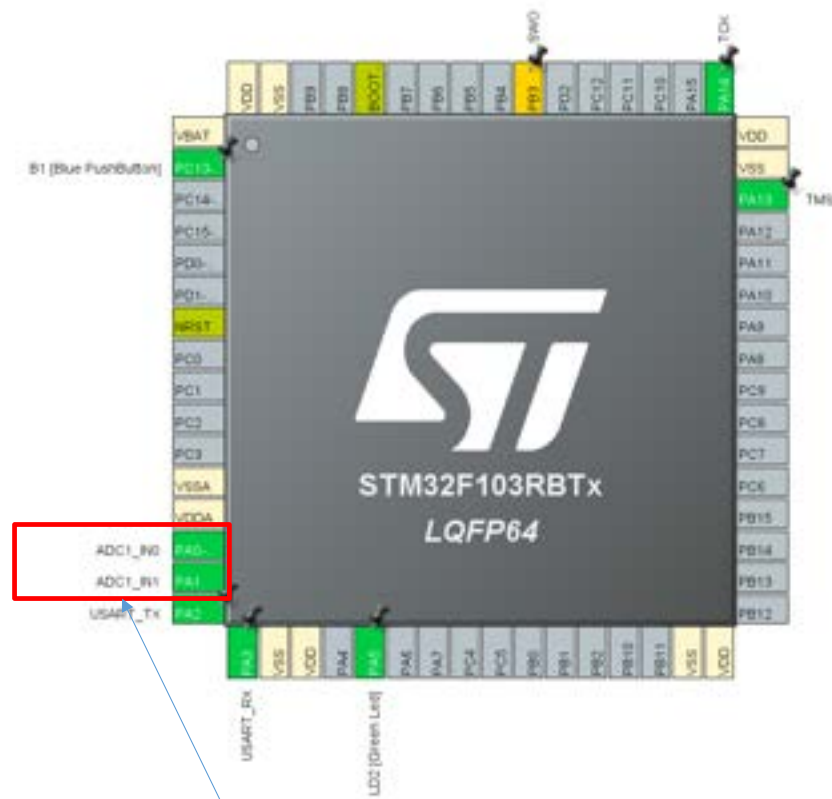 SWO
TCK
VDD
VSS
PB9
PB8
BOOT
PB7
PB6
PB5
PB4
PB3
PD2
PC12
PC11
PC10
PA15
PA14
VBAT
VDD
B1 [Blue PushButton]
PC13-
VSS
PC14-
PA13
TMS
PC15-
PA12
PD0-
PA11
PD1-
PA10
NRST
PA9
PC0
PA8
PC1
PC9
PC2
PC8
PC3
PC7
VSSA
PC6
VDDA
PB15
ADC1_IN0
PA0-
PB14
ADC1_IN1
PA1
PB13
USART_TX
PA2
PB12
ST
STM32F103RBTx
LQFP64
PA3
VSS
VDD
PA4
PA5
PA6
PA7
PC4
PC5
PB0
PB1
PB2
PB10
PB11
VSS
VDD
USART_RX
LD2 [Green Led]